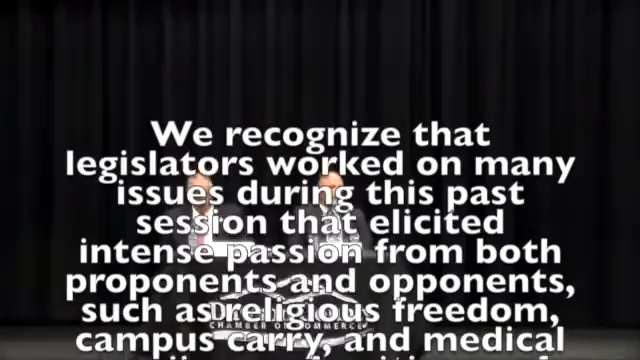 We recognize that
legislators worked on many
issues during this past
session that elicited
intense passion from both
proponents and opponents,
such as religious freedom,
campus carry, and medical
CHAMBER OF COMMERCE